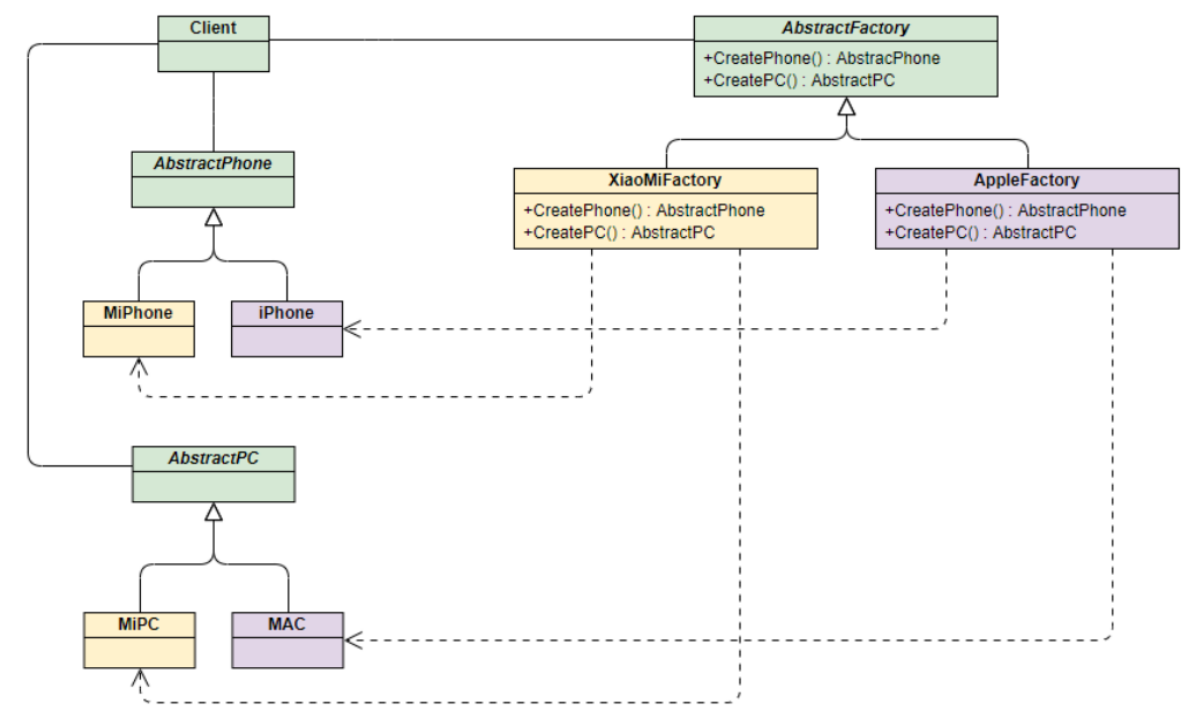 Client
AbstractFactory
+CreatePhone() : AbstracPhone
+CreatePC() : AbstractPC
AbstractPhone
XiaoMiFactory
+CreatePhone() : AbstractPhone
+CreatePC() : AbstractPC
AppleFactory
+CreatePhone() : AbstractPhone
+CreatePC() : AbstractPC
MiPhone
iPhone
AbstractPC
MiPC
MAC